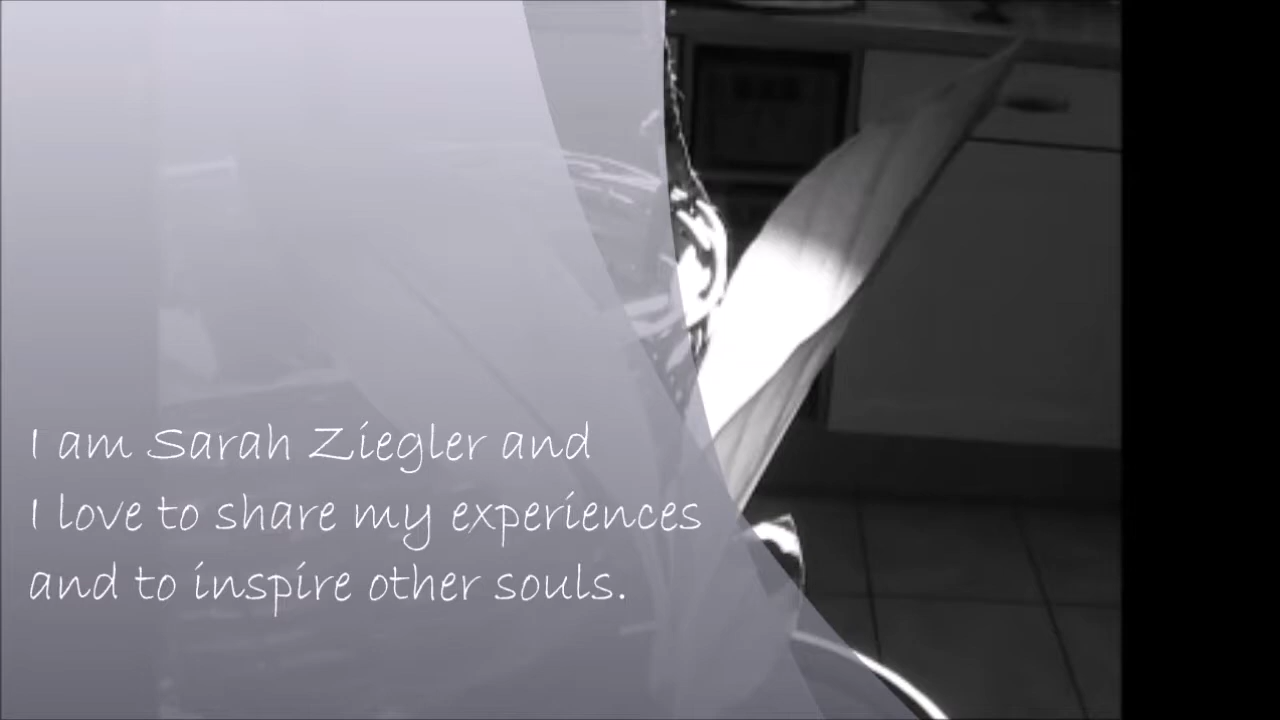 I am Sarah Ziegler and
I love to share my experiences
and to inspire other souls.